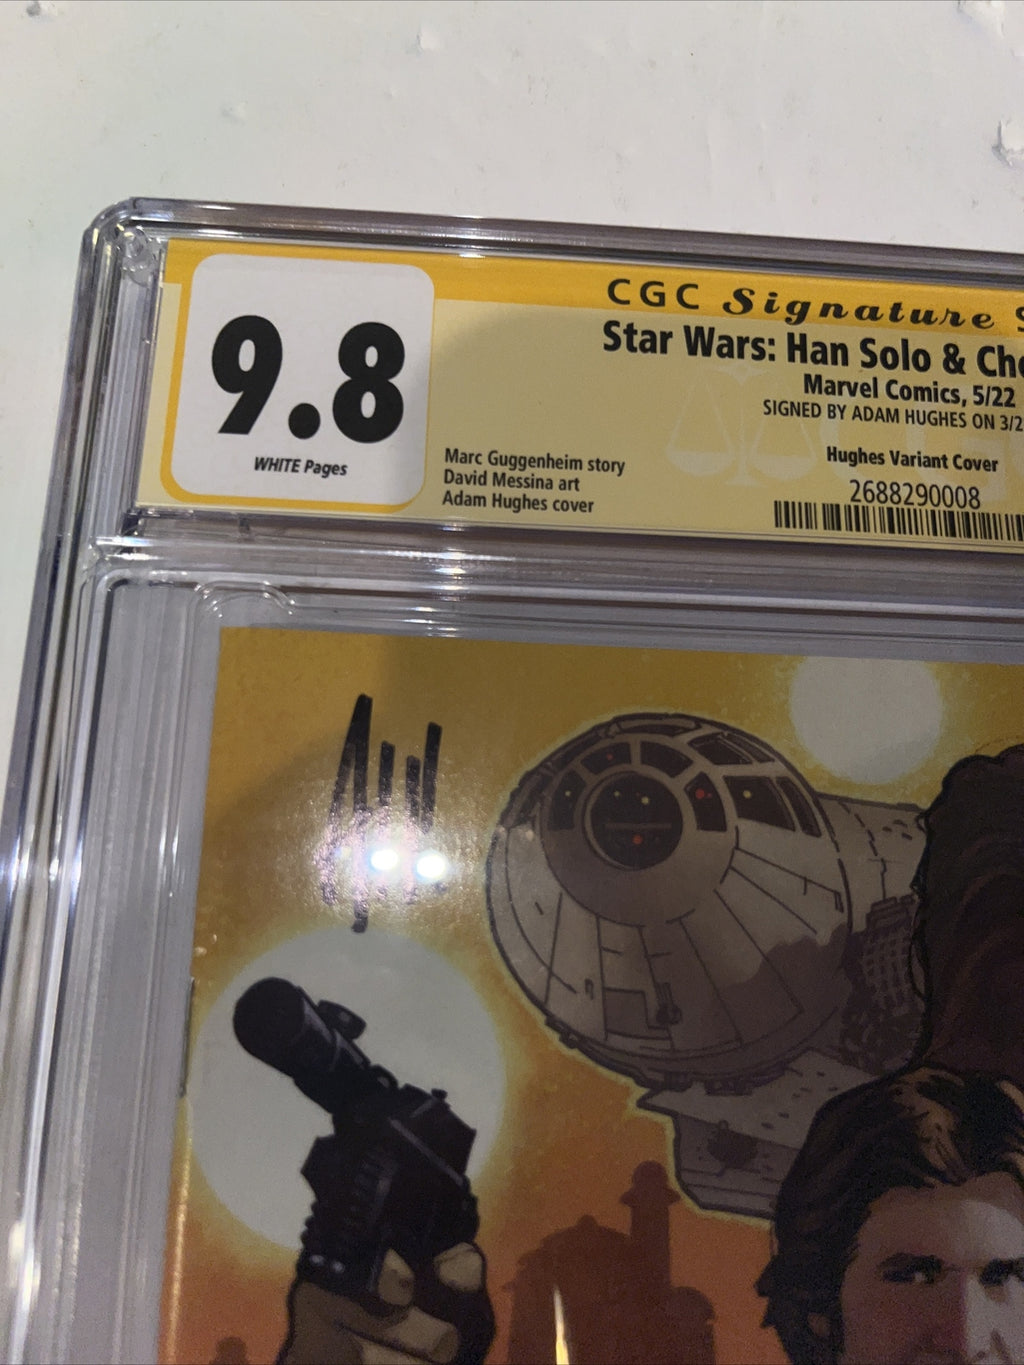 9.8
WHITE Pages
CGC Signature S
Star Wars: Han Solo & Che
Marvel Comics, 5/22
SIGNED BY ADAM HUGHES ON 3/2
Hughes Variant Cover
2688290008
Marc Guggenheim story
David Messina art
Adam Hughes cover